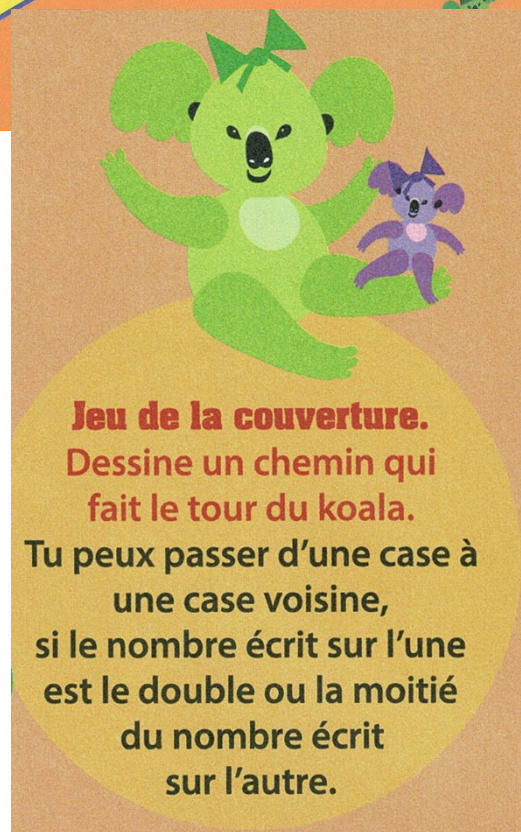 Jeu de la couverture.
Dessine un chemin qui
fait le tour du koala.
Tu peux passer d'une case à
une case voisine,
si le nombre écrit sur l'une
est le double ou la moitié
du nombre écrit
sur l'autre.